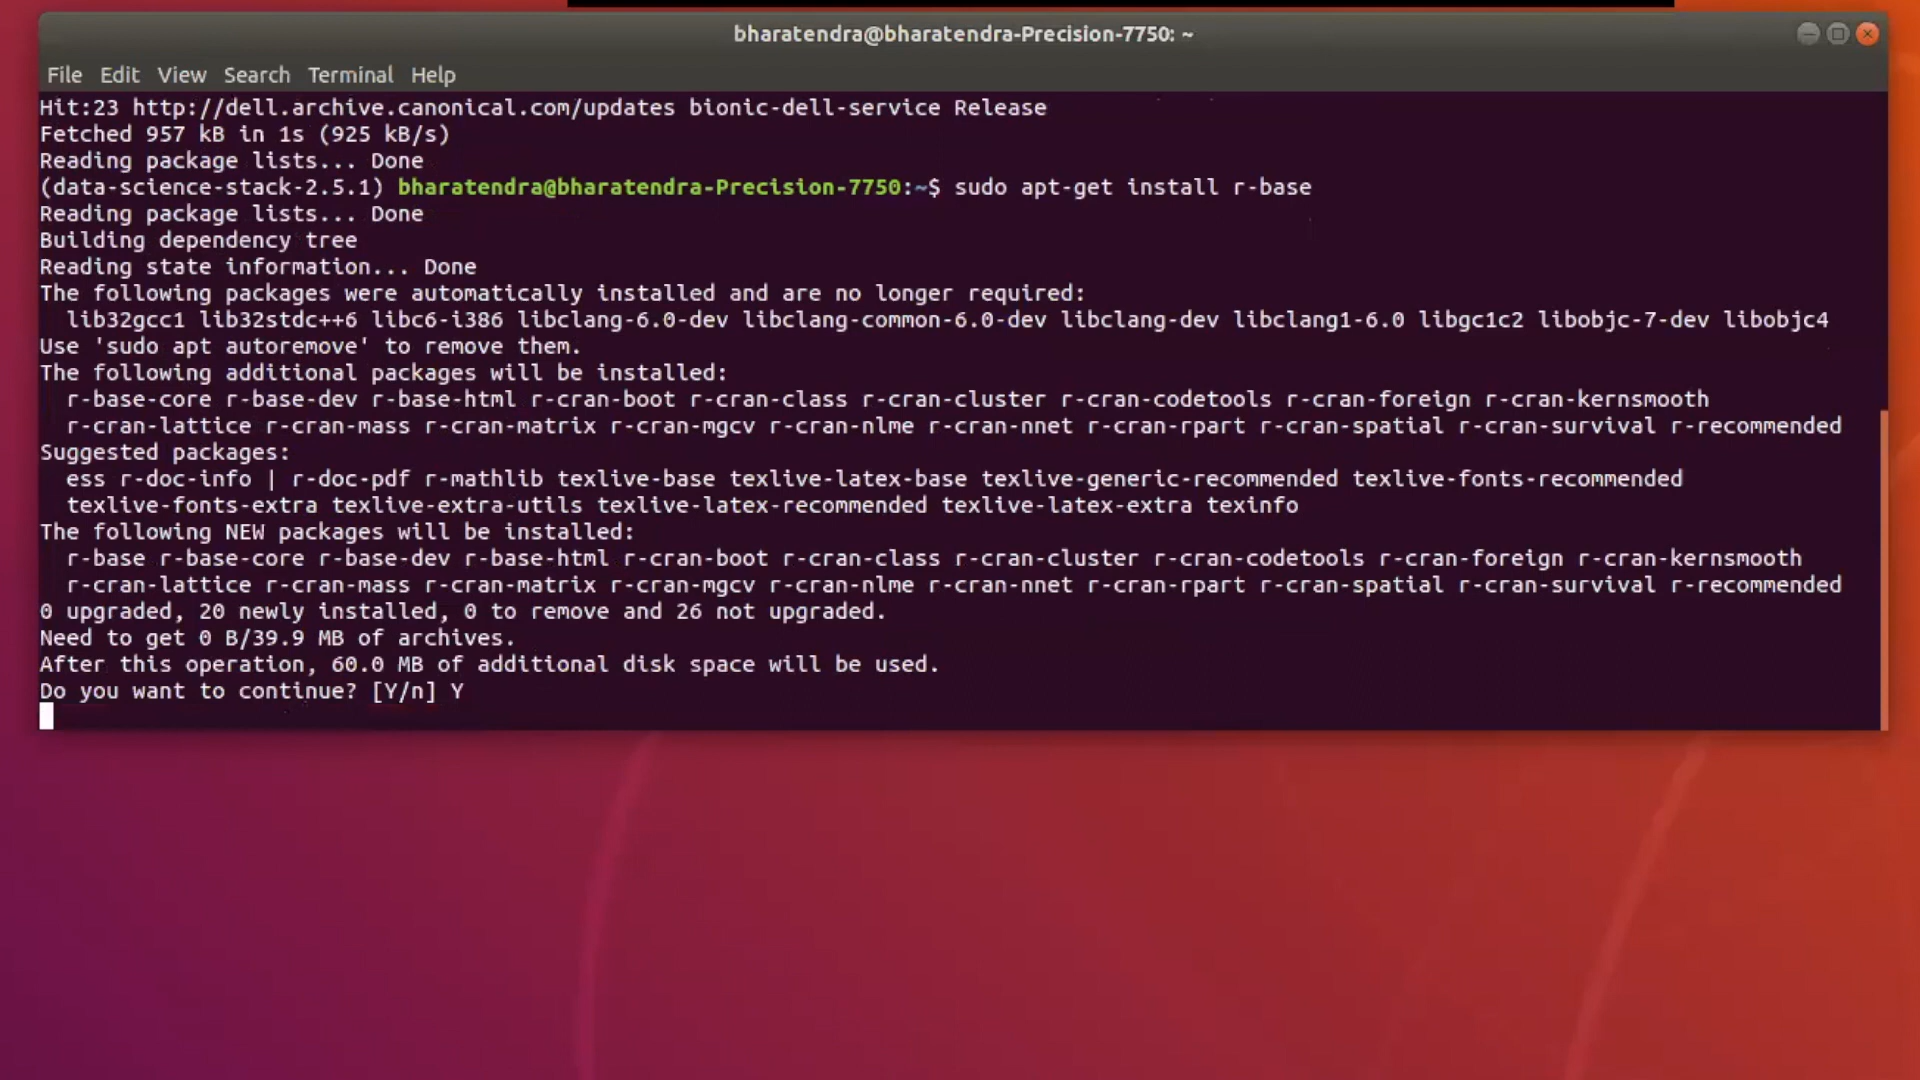 bharatendra@bharatendra-Precision-7750: ~
File Edit View Search Terminal Help
Hit:23 http://dell.archive.canonical.com/updates bionic-dell-service Release
Fetched 957 kB in 1s (925 kB/s)
Reading package lists... Done
(data-science-stack-2.5.1) bharatendra@bharatendra-Precision-7750:~$ sudo apt-get install r-base
Reading package lists... Done
Building dependency tree
Reading state information... Done
The following packages were automatically installed and are no longer required:
lib32gcc1 lib32stdc++6 libc6-i386 libclang-6.0-dev libclang-common-6.0-dev libclang-dev libclang1-6.0 libgc1c2 libobjc-7-dev libobjc4
Use 'sudo apt autoremove' to remove them.
The following additional packages will be installed:
r-base-core r-base-dev r-base-html r-cran-boot r-cran-class r-cran-cluster r-cran-codetools r-cran-foreign r-cran-kernsmooth
r-cran-lattice r-cran-mass r-cran-matrix r-cran-mgcv r-cran-nlme r-cran-nnet r-cran-rpart r-cran-spatial r-cran-survival r-recommended
Suggested packages:
ess r-doc-info | r-doc-pdf r-mathlib texlive-base texlive-latex-base texlive-generic-recommended texlive-fonts-recommended
texlive-fonts-extra texlive-extra-utils texlive-latex-recommended texlive-latex-extra texinfo
The following NEW packages will be installed:
r-base r-base-core r-base-dev r-base-html r-cran-boot r-cran-class r-cran-cluster r-cran-codetools r-cran-foreign r-cran-kernsmooth
r-cran-lattice r-cran-mass r-cran-matrix r-cran-mgcv r-cran-nlme r-cran-nnet r-cran-rpart r-cran-spatial r-cran-survival r-recommended
0 upgraded, 20 newly installed, 0 to remove and 26 not upgraded.
Need to get 0 B/39.9 MB of archives.
After this operation, 60.0 MB of additional disk space will be used.
Do you want to continue? [Y/n] Y